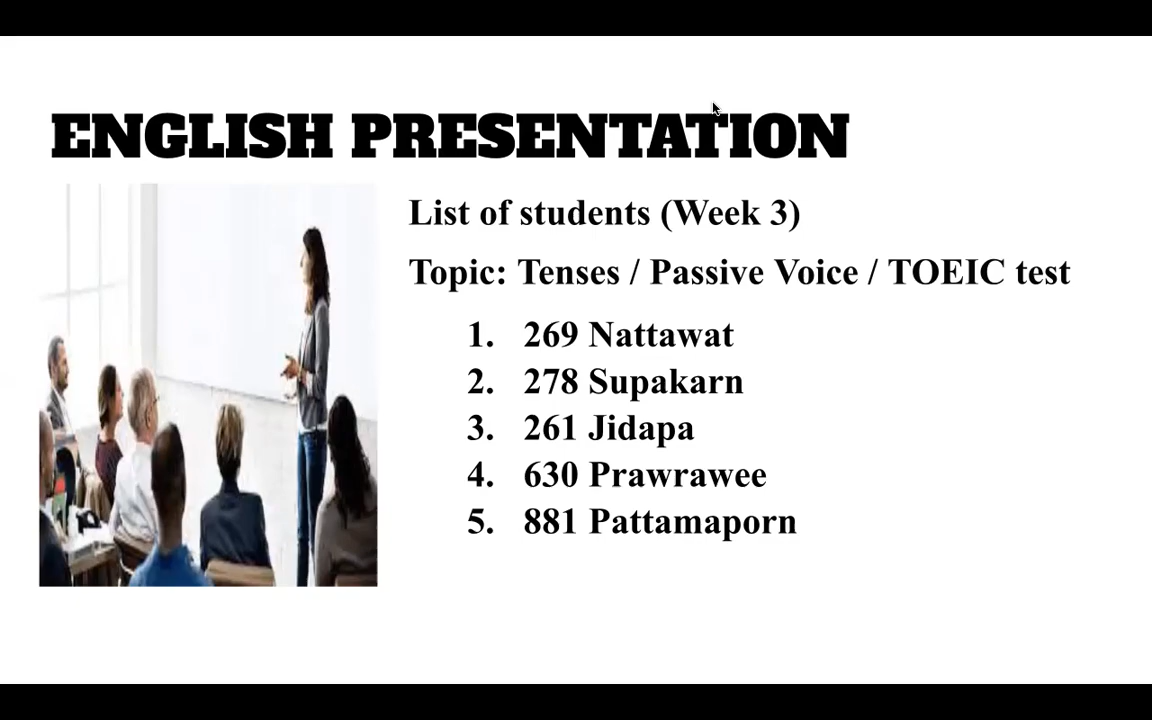 ENGLISH PRESENTATION
List of students (Week 3)
Topic: Tenses / Passive Voice / TOEIC test
1. 269 Nattawat
2. 278 Supakarn
3. 261 Jidapa
4. 630 Prawrawee
5. 881 Pattamaporn